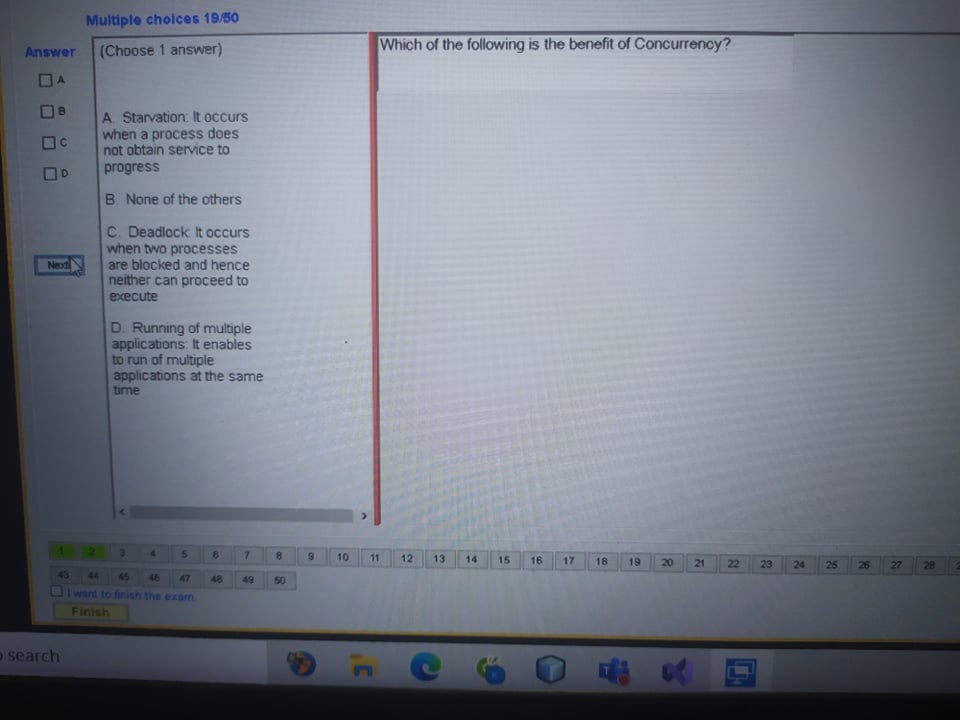 Multiple choices 19/50
Answer
(Choose 1 answer)
Which of the following is the benefit of Concurrency?
A
B
C
D
A. Starvation: It occurs
when a process does
not obtain service to
progress
B. None of the others
C. Deadlock: It occurs
when two processes
are blocked and hence
neither can proceed to
execute
D. Running of multiple
applications: It enables
to run of multiple
applications at the same
time
Next
1 2 3 4 5 6 7 8 9 10 11 12 13 14 15 16 17 18 19 20 21 22 23 24 25 26 27 28
43 44 45 46 47 48 49 50
I want to finish the exam.
Finish
search